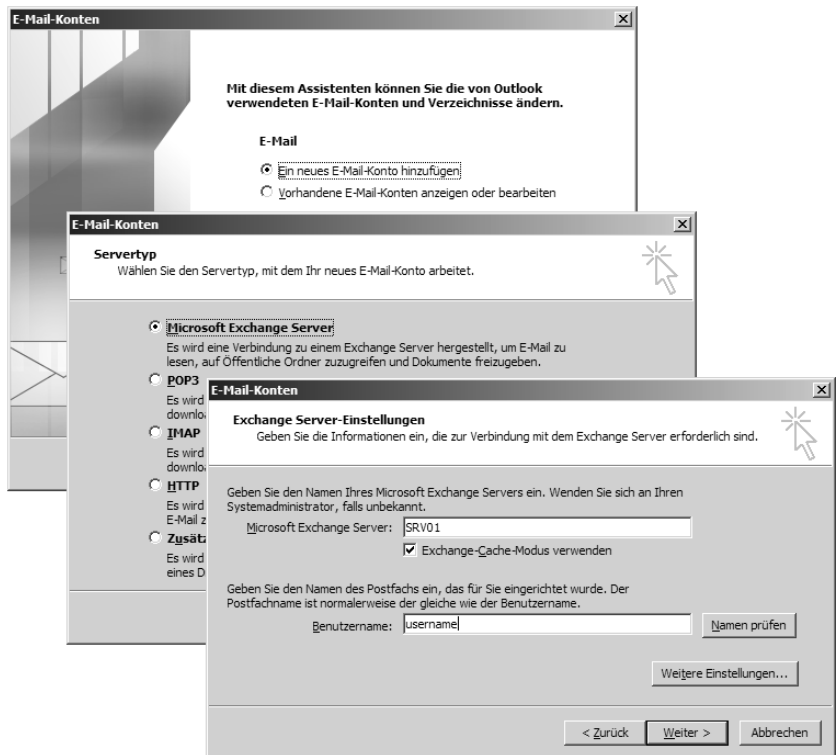 E-Mail-Konten
Mit diesem Assistenten können Sie die von Outlook
verwendeten E-Mail-Konten und Verzeichnisse ändern.
E-Mail
Ein neues E-Mail-Konto hinzufügen
Vorhandene E-Mail-Konten anzeigen oder bearbeiten
E-Mail-Konten
Servertyp
Wählen Sie den Servertyp, mit dem Ihr neues E-Mail-Konto arbeitet.
Microsoft Exchange Server
Es wird eine Verbindung zu einem Exchange Server hergestellt, um E-Mail zu
lesen, auf Öffentliche Ordner zuzugreifen und Dokumente freizugeben.
POP3
Es wird
downlo
IMAP
Es wird
downlo
HTTP
Es wird
E-Mail z
Zusätz
Es wird
eines D
E-Mail-Konten
Exchange Server-Einstellungen
Geben Sie die Informationen ein, die zur Verbindung mit dem Exchange Server erforderlich sind.
Geben Sie den Namen Ihres Microsoft Exchange Servers ein. Wenden Sie sich an Ihren
Systemadministrator, falls unbekannt.
Microsoft Exchange Server: SRV01
Exchange-Cache-Modus verwenden
Geben Sie den Namen des Postfachs ein, das für Sie eingerichtet wurde. Der
Postfachname ist normalerweise der gleiche wie der Benutzername.
Benutzername: username Namen prüfen
Weitere Einstellungen...
< Zurück Weiter > Abbrechen